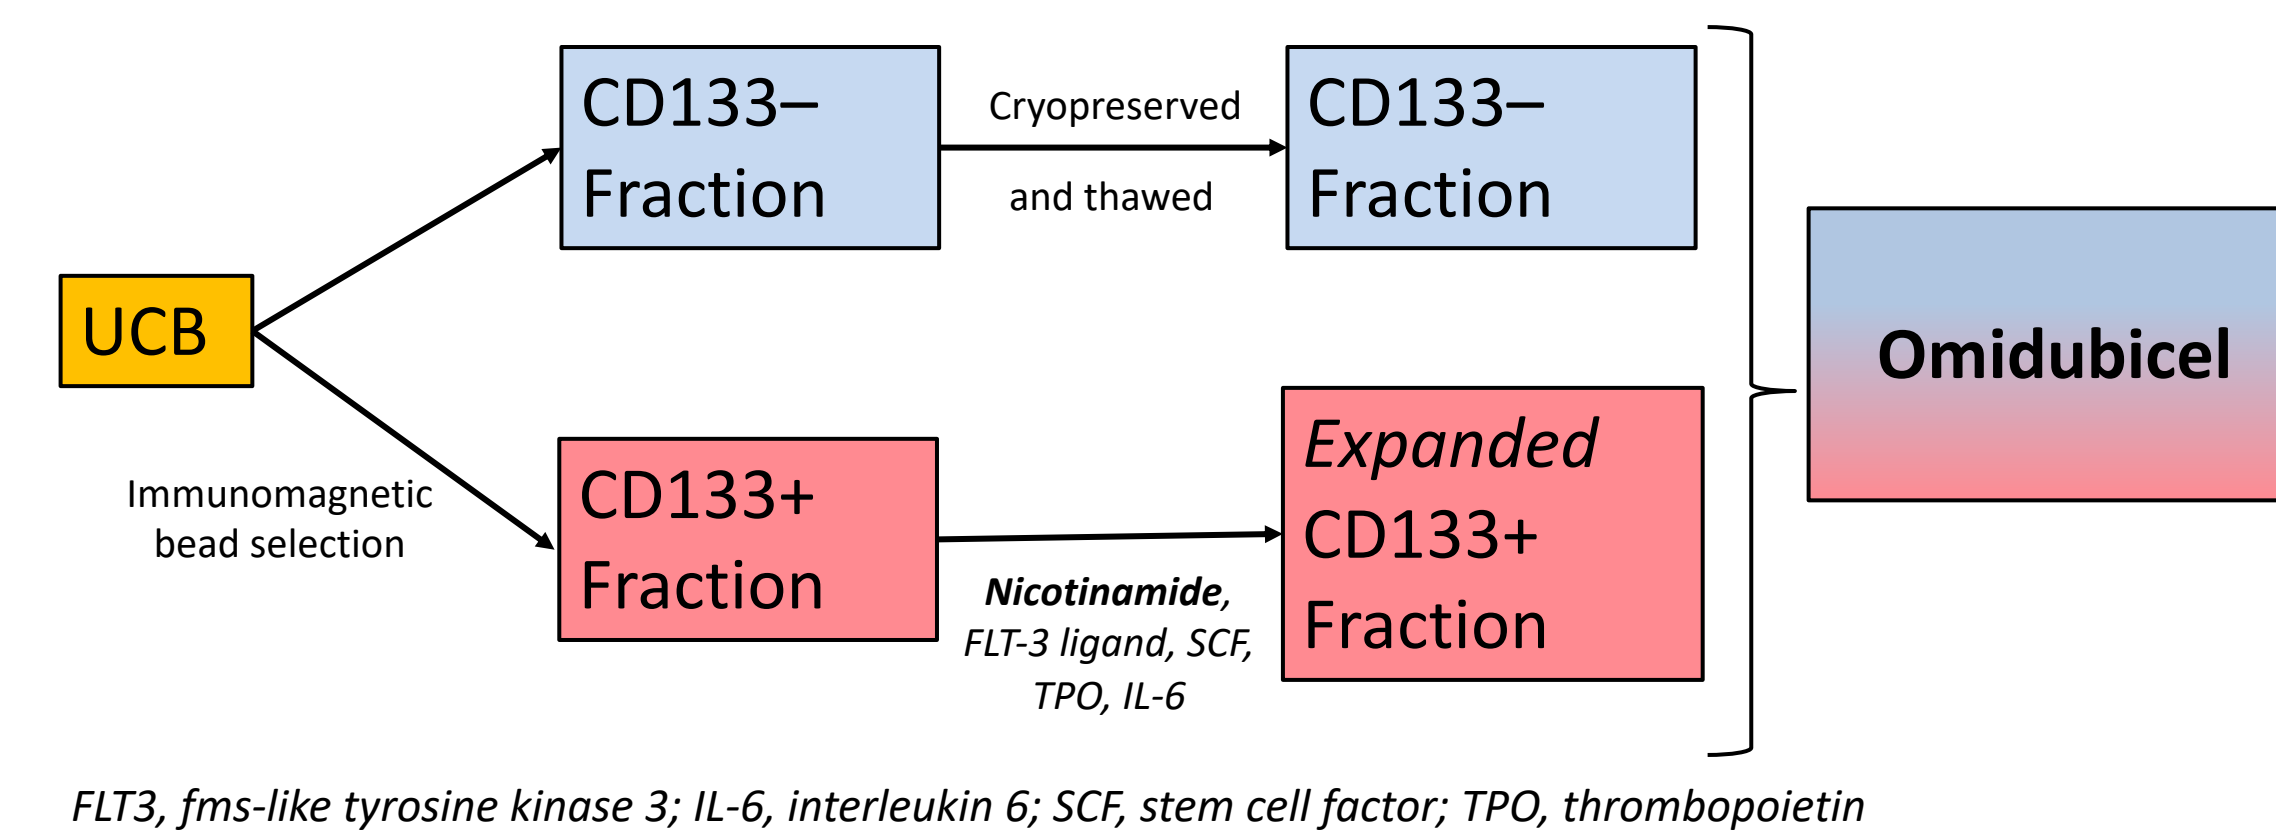 UCB
Immunomagnetic
bead selection
CD133–
Fraction
Cryopreserved
and thawed
CD133–
Fraction
CD133+
Fraction
Nicotinamide,
FLT-3 ligand, SCF,
TPO, IL-6
Expanded
CD133+
Fraction
Omidubicel
FLT3, fms-like tyrosine kinase 3; IL-6, interleukin 6; SCF, stem cell factor; TPO, thrombopoietin